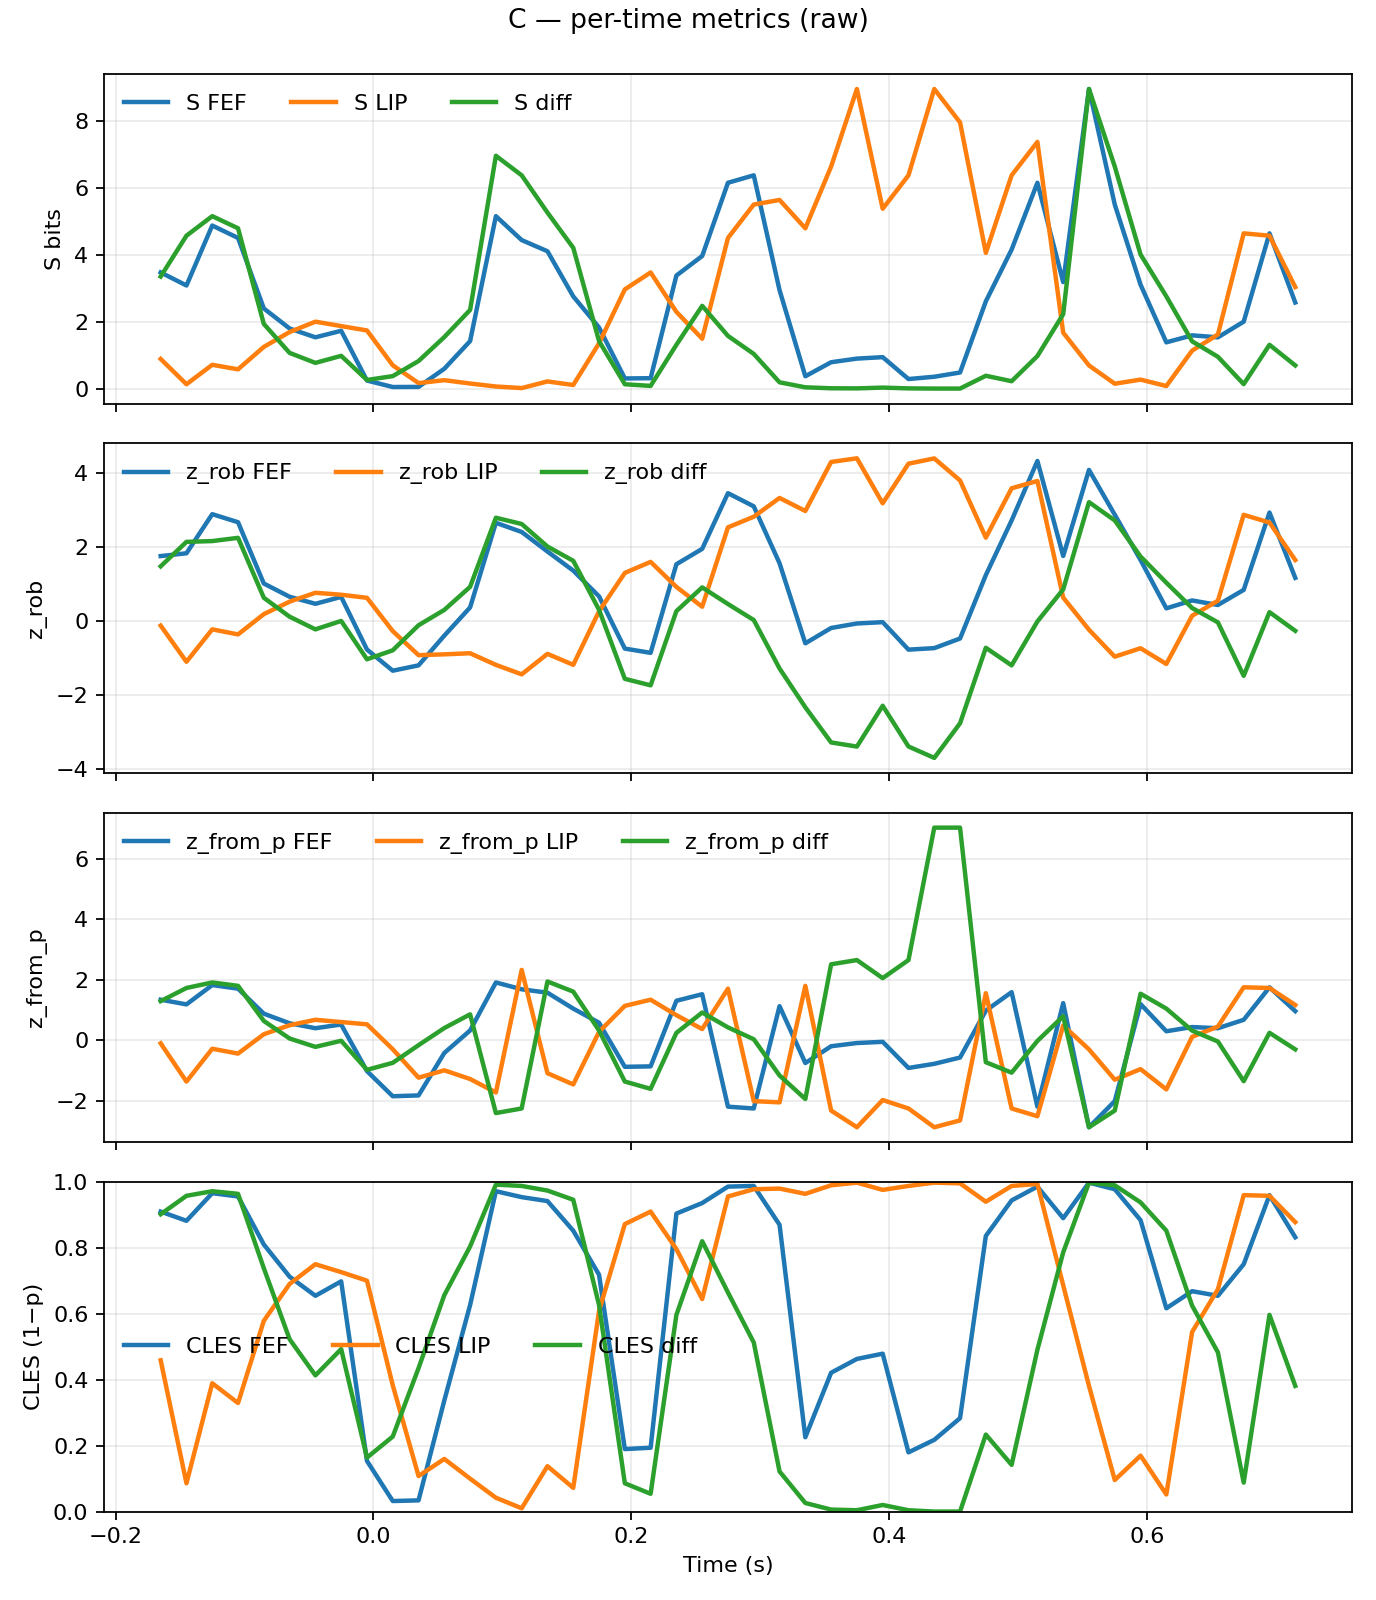 C — per-time metrics (raw)
S FEF S LIP S diff
8
6
4
2
0
S bits
z_rob FEF z_rob LIP z_rob diff
4
2
0
−2
−4
z_rob
z_from_p FEF z_from_p LIP z_from_p diff
6
4
2
0
−2
z_from_p
1.0
0.8
0.6
CLES FEF CLES LIP CLES diff
0.4
0.2
0.0
CLES (1−p)
−0.2 0.0 0.2 0.4 0.6
Time (s)